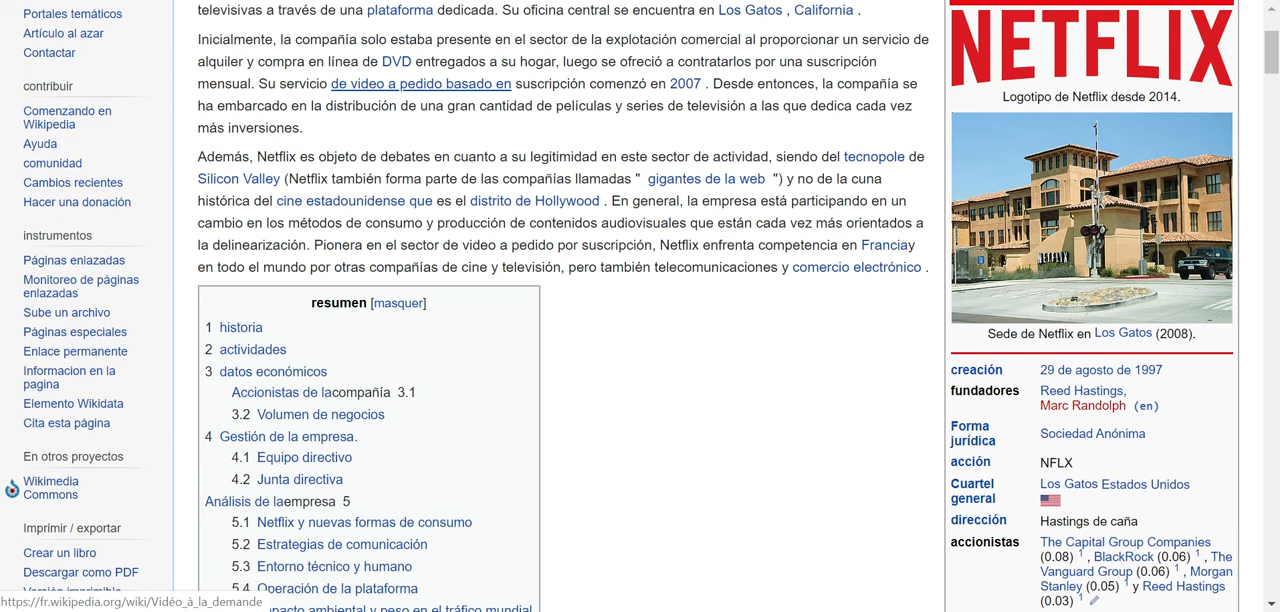 Portales temáticos
Artículo al azar
Contactar
contribuir
Comenzando en
Wikipedia
Ayuda
comunidad
Cambios recientes
Hacer una donación
instrumentos
Páginas enlazadas
Monitoreo de páginas
enlazadas
Sube un archivo
Páginas especiales
Enlace permanente
Informacion en la
pagina
Elemento Wikidata
Cita esta página
En otros proyectos
Wikimedia
Commons
Imprimir / exportar
Crear un libro
Descargar como PDF
https://fr.wikipedia.org/wiki/Vidéo_à_la_demande
televisivas a través de una plataforma dedicada. Su oficina central se encuentra en Los Gatos , California .
Inicialmente, la compañía solo estaba presente en el sector de la explotación comercial al proporcionar un servicio de
alquiler y compra en línea de DVD entregados a su hogar, luego se ofreció a contratarlos por una suscripción
mensual. Su servicio de video a pedido basado en suscripción comenzó en 2007 . Desde entonces, la compañía se
ha embarcado en la distribución de una gran cantidad de películas y series de televisión a las que dedica cada vez
más inversiones.
Además, Netflix es objeto de debates en cuanto a su legitimidad en este sector de actividad, siendo del tecnopole de
Silicon Valley (Netflix también forma parte de las compañías llamadas " gigantes de la web ") y no de la cuna
histórica del cine estadounidense que es el distrito de Hollywood . En general, la empresa está participando en un
cambio en los métodos de consumo y producción de contenidos audiovisuales que están cada vez más orientados a
la delinearización. Pionera en el sector de video a pedido por suscripción, Netflix enfrenta competencia en Franciay
en todo el mundo por otras compañías de cine y televisión, pero también telecomunicaciones y comercio electrónico .
resumen [masquer]
1 historia
2 actividades
3 datos económicos
Accionistas de lacompañía 3.1
3.2 Volumen de negocios
4 Gestión de la empresa.
4.1 Equipo directivo
4.2 Junta directiva
Análisis de laempresa 5
5.1 Netflix y nuevas formas de consumo
5.2 Estrategias de comunicación
5.3 Entorno técnico y humano
5.4 Operación de la plataforma
pacto ambiental y peso en el tráfico mundial
NETFLIX
Logotipo de Netflix desde 2014.
NETFLIX
Sede de Netflix en Los Gatos (2008).
creación 29 de agosto de 1997
fundadores Reed Hastings,
Marc Randolph (en)
Forma
jurídica Sociedad Anónima
acción NFLX
Cuartel
general Los Gatos Estados Unidos
dirección Hastings de caña
accionistas The Capital Group Companies
(0.08) 1 , BlackRock (0.06) 1 , The
Vanguard Group (0.06) 1 , Morgan
Stanley (0.05) 1 y Reed Hastings
(0.03) 1